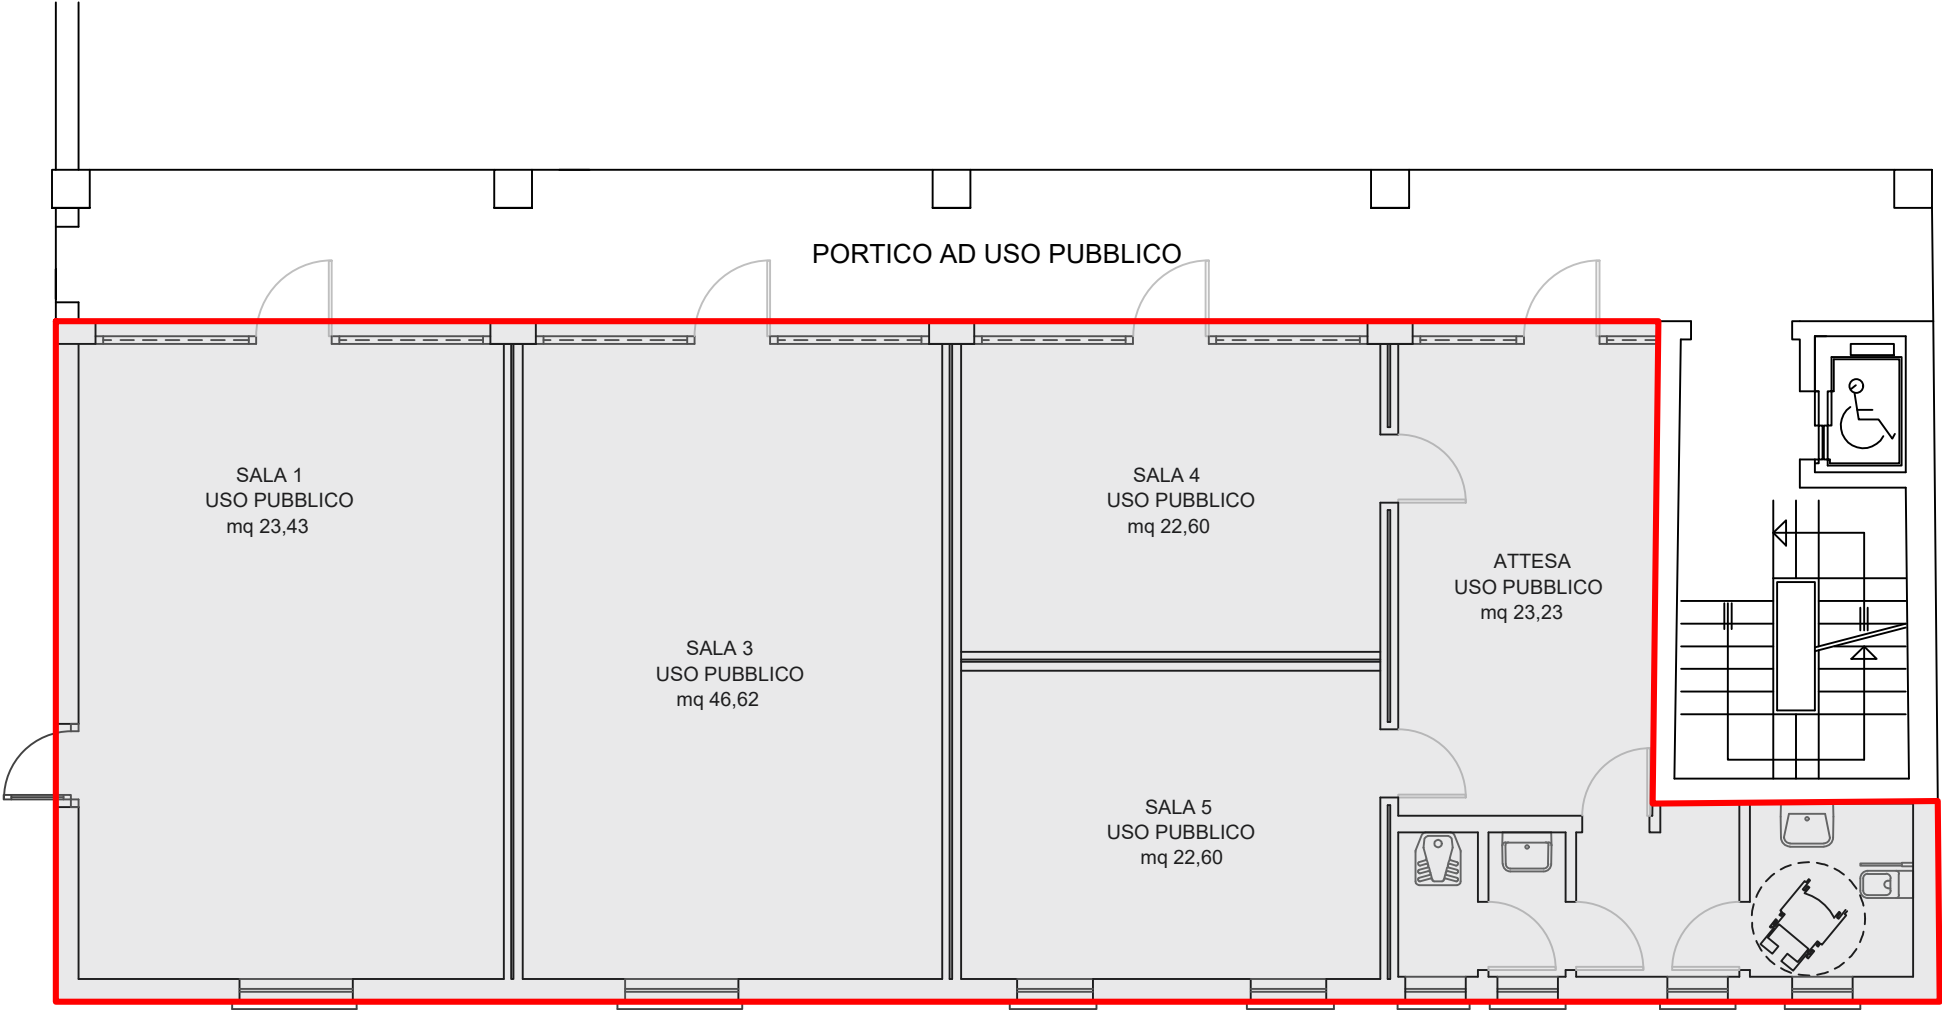 PORTICO AD USO PUBBLICO
SALA 1
USO PUBBLICO
mq 23,43
SALA 3
USO PUBBLICO
mq 46,62
SALA 4
USO PUBBLICO
mq 22,60
ATTESA
USO PUBBLICO
mq 23,23
SALA 5
USO PUBBLICO
mq 22,60